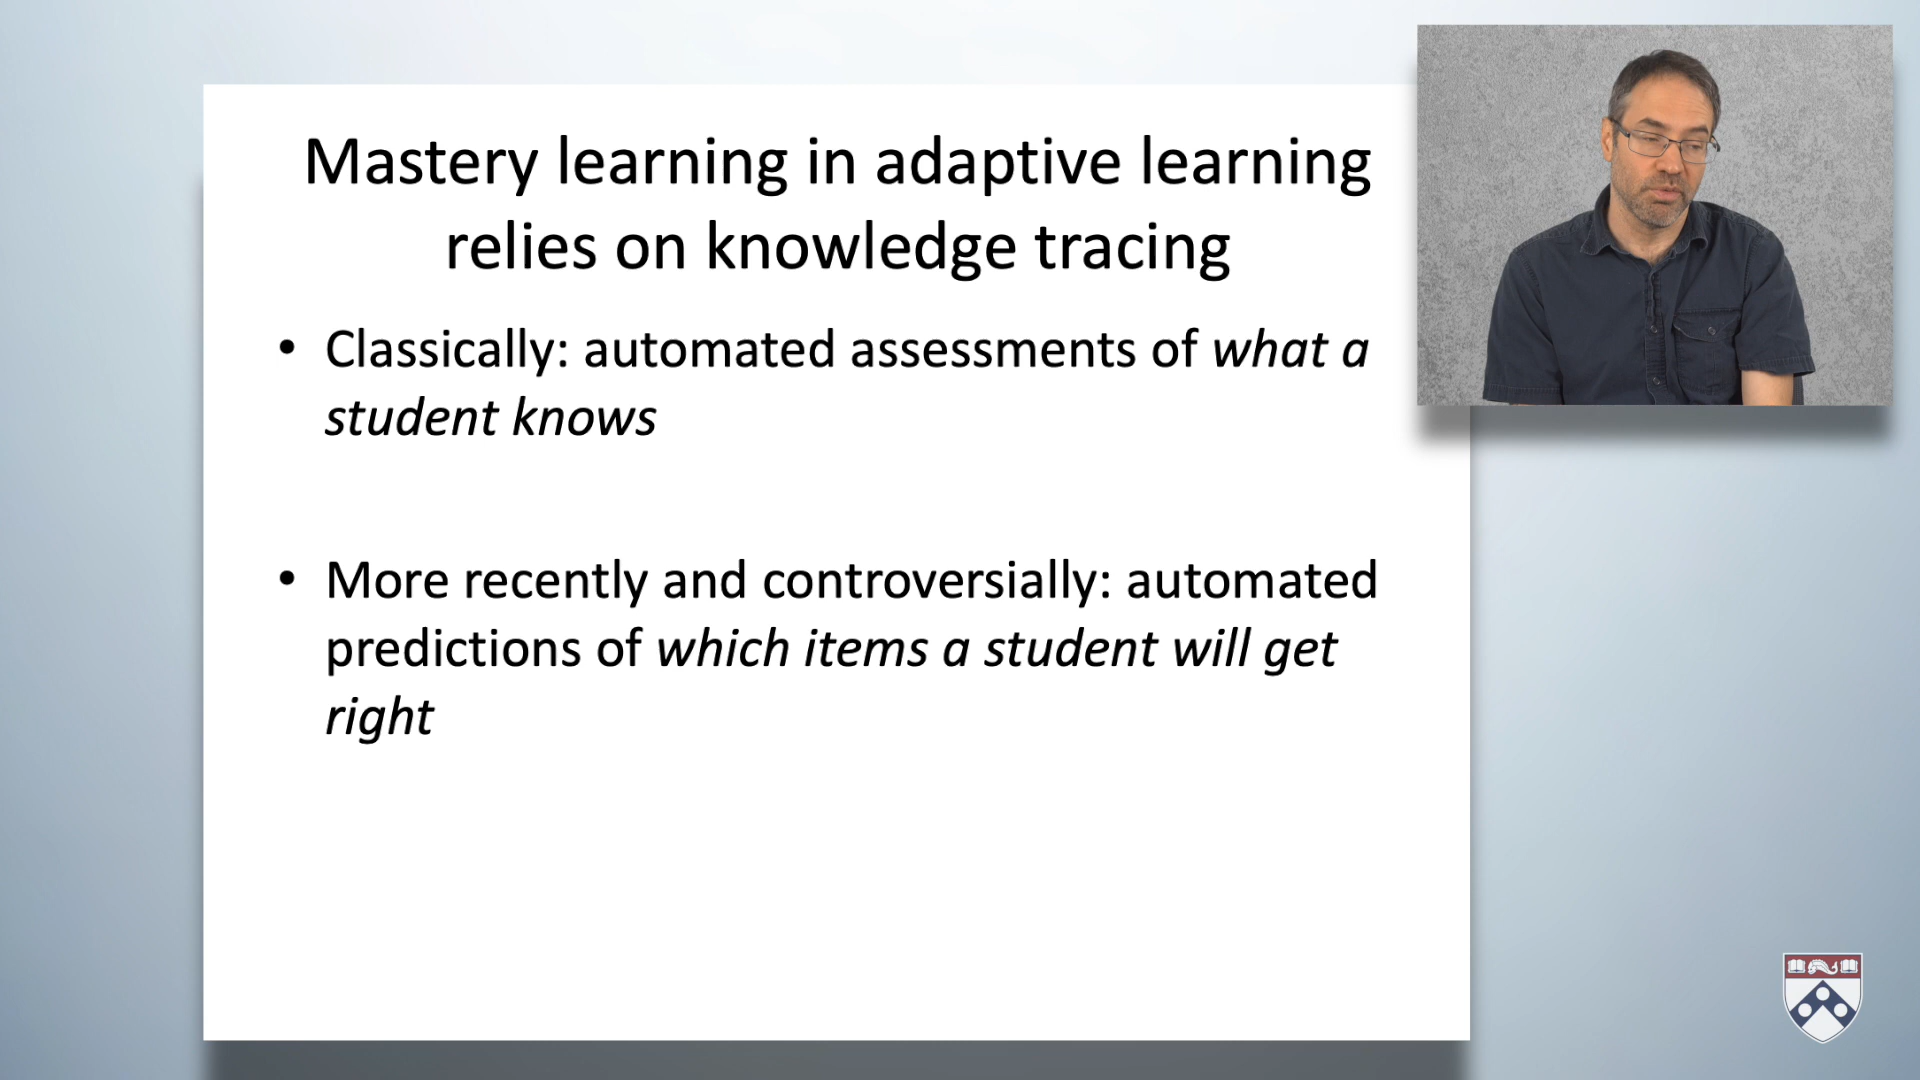 Mastery learning in adaptive learning
relies on knowledge tracing
• Classically: automated assessments of what a
student knows
• More recently and controversially: automated
predictions of which items a student will get
right